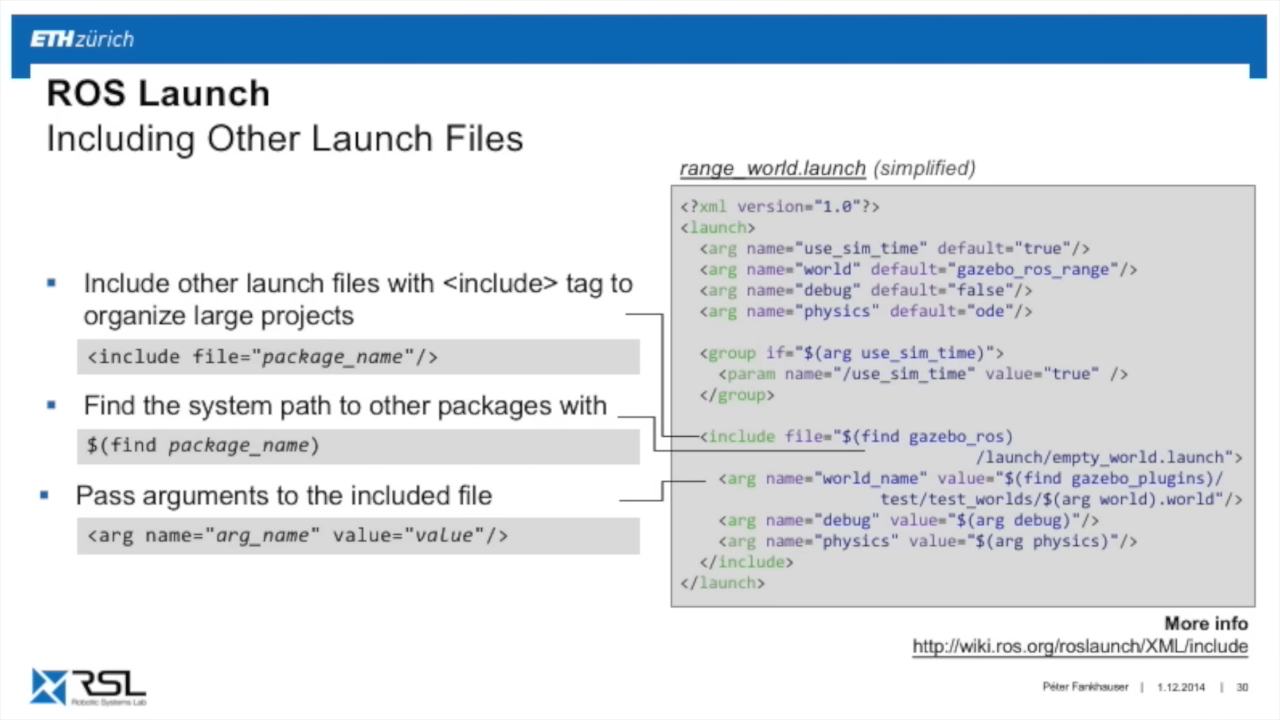 ETHzürich
ROS Launch
Including Other Launch Files
▪ Include other launch files with <include> tag to
organize large projects
<include file="package_name"/>
▪ Find the system path to other packages with
$(find package_name)
▪ Pass arguments to the included file
<arg name="arg_name" value="value"/>
range_world.launch (simplified)
<?xml version="1.0"?>
<launch>
<arg name="use_sim_time" default="true"/>
<arg name="world" default="gazebo_ros_range"/>
<arg name="debug" default="false"/>
<arg name="physics" default="ode"/>
<group if="$(arg use_sim_time)">
<param name="/use_sim_time" value="true" />
</group>
<include file="$(find gazebo_ros)
/launch/empty_world.launch">
<arg name="world_name" value="$(find gazebo_plugins)/
test/test_worlds/$(arg world).world"/>
<arg name="debug" value="$(arg debug)"/>
<arg name="physics" value="$(arg physics)"/>
</include>
</launch>
More info
http://wiki.ros.org/roslaunch/XML/include
RSL
Robotic Systems Lab
Péter Fankhauser | 1.12.2014 | 30